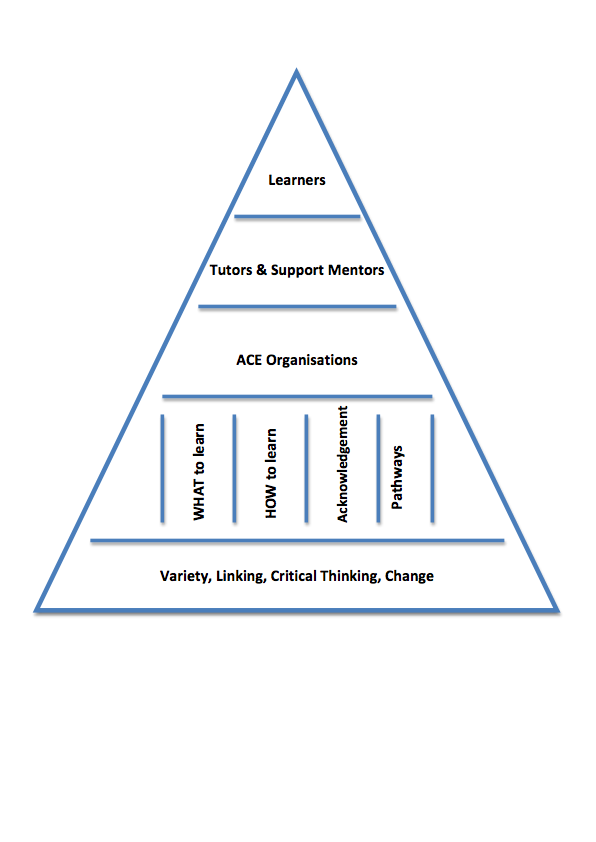 Learners
Tutors & Support Mentors
ACE Organisations
WHAT to learn
HOW to learn
Acknowledgement
Pathways
Variety, Linking, Critical Thinking, Change